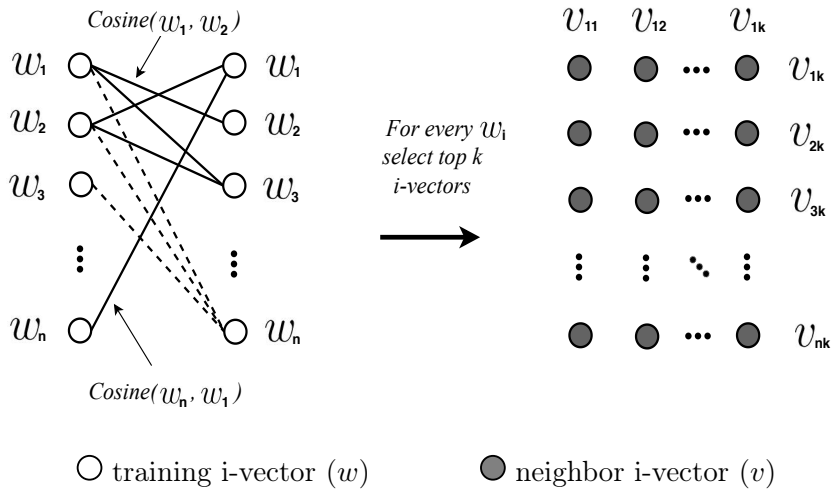 Cosine(w1, w2)
v11 v12 v1k
w1 w1 v1k
w2 w2 v2k
w3 w3 v3k
wn wn vnk
For every wi
select top k
i-vectors
Cosine(wn, w1)
training i-vector (w) neighbor i-vector (v)